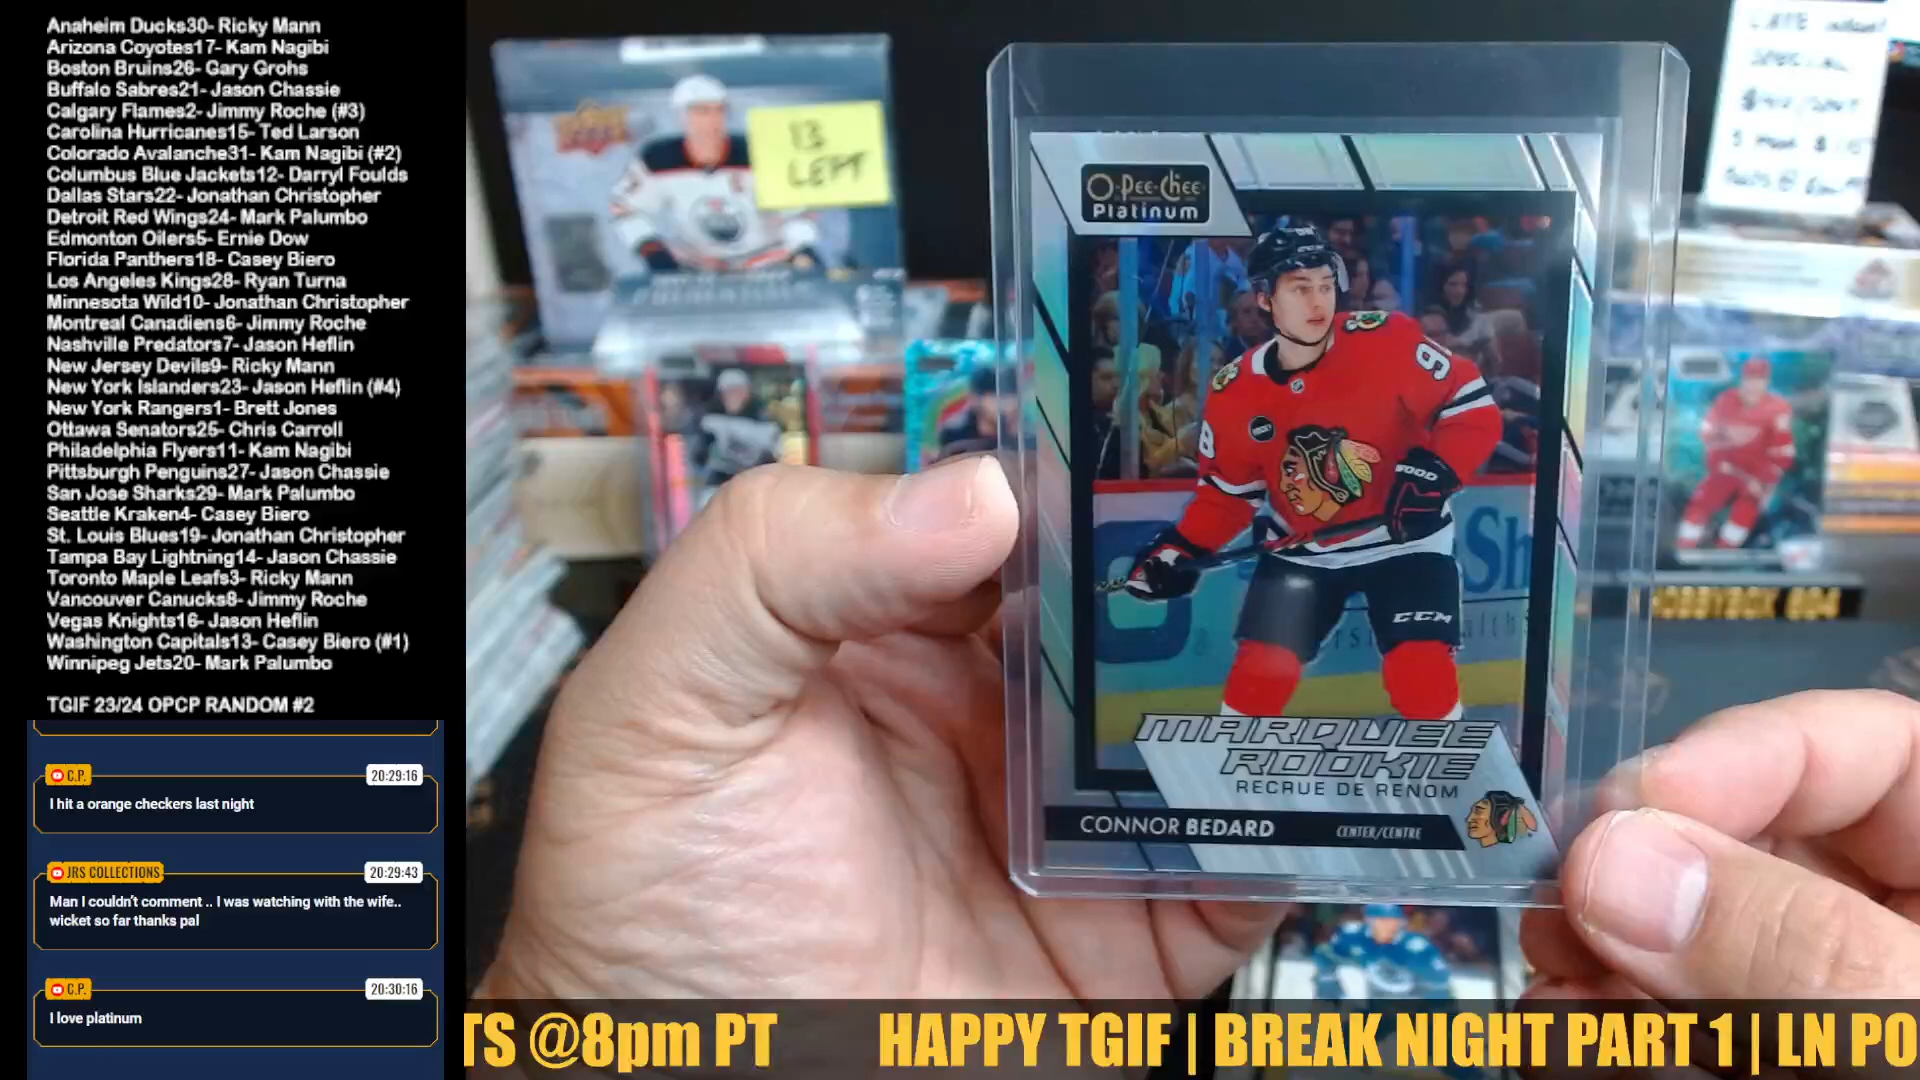 Anaheim Ducks30- Ricky Mann
Arizona Coyotes17- Kam Nagibi
Boston Bruins26- Gary Grohs
Buffalo Sabres21- Jason Chassie
Calgary Flames2- Jimmy Roche (#3)
Carolina Hurricanes15- Ted Larson
Colorado Avalanche31- Kam Nagibi (#2)
Columbus Blue Jackets12- Darryl Foulds
Dallas Stars22- Jonathan Christopher
Detroit Red Wings24- Mark Palumbo
Edmonton Oilers5- Ernie Dow
Florida Panthers18- Casey Biero
Los Angeles Kings28- Ryan Turna
Minnesota Wild10- Jonathan Christopher
Montreal Canadiens6- Jimmy Roche
Nashville Predators7- Jason Heflin
New Jersey Devils9- Ricky Mann
New York Islanders23- Jason Heflin (#4)
New York Rangers1- Brett Jones
Ottawa Senators25- Chris Carroll
Philadelphia Flyers11- Kam Nagibi
Pittsburgh Penguins27- Jason Chassie
San Jose Sharks29- Mark Palumbo
Seattle Kraken4- Casey Biero
St. Louis Blues19- Jonathan Christopher
Tampa Bay Lightning14- Jason Chassie
Toronto Maple Leafs3- Ricky Mann
Vancouver Canucks8- Jimmy Roche
Vegas Knights16- Jason Heflin
Washington Capitals13- Casey Biero (#1)
Winnipeg Jets20- Mark Palumbo
TGIF 23/24 OPCP RANDOM #2
C.P. 20:29:16
I hit a orange checkers last night
JRS COLLECTIONS 20:29:43
Man I couldn't comment .. I was watching with the wife..
wicket so far thanks pal
C.P. 20:30:16
I love platinum
13
LEFT
O-Pee-Chee
Platinum
98
WOOD
CCM
MARQUEE
ROOKIE
RECRUE DE RENOM
CONNOR BEDARD CENTER/CENTRE
HOBBYBOX 604
TS @8pm PT HAPPY TGIF | BREAK NIGHT PART 1 | LN PO